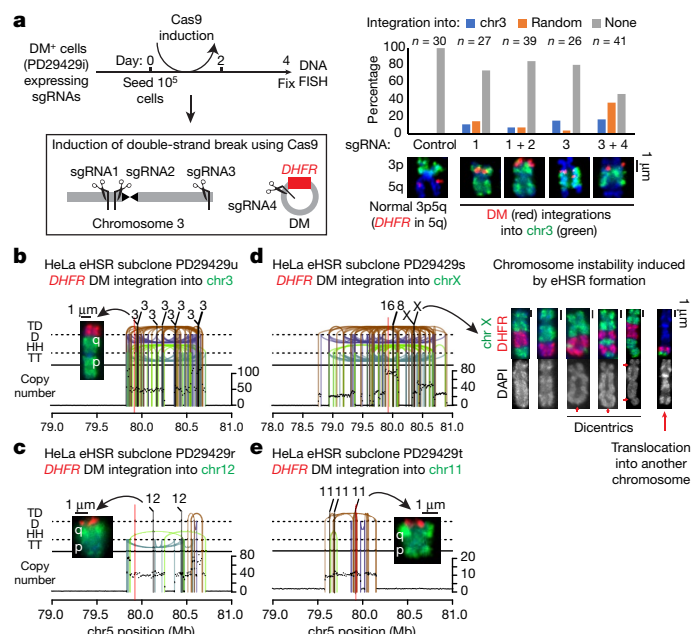 a
Cas9
induction
DM⁺ cells
(PD29429i)
expressing
sgRNAs
Day: 0 2 4
Seed 10⁵
cells
Fix
DNA
FISH
Induction of double-strand break using Cas9
sgRNA1 sgRNA2 sgRNA3
DHFR
sgRNA4
Chromosome 3
DM
Integration into: chr3 Random None
n = 30 n = 27 n = 39 n = 26 n = 41
Percentage
100
80
60
40
20
0
sgRNA: Control 1 1 + 2 3 3 + 4
3p
5q
1 μm
Normal 3p5q
(DHFR in 5q)
DM (red) integrations
into chr3 (green)
b
HeLa eHSR subclone PD29429u
DHFR DM integration into chr3
1 μm
3 3 3 3 3 3 3
q
p
TD
D
HH
TT
Copy
number
100
50
0
79.0 79.5 80.0 80.5 81.0
d
HeLa eHSR subclone PD29429s
DHFR DM integration into chrX
16 8 X X
80
40
0
79.0 79.5 80.0 80.5 81.0
Chromosome instability induced
by eHSR formation
chr X
DHFR
DAPI
1 μm
Dicentrics
Translocation
into another
chromosome
c
HeLa eHSR subclone PD29429r
DHFR DM integration into chr12
1 μm
12 12
q
p
TD
D
HH
TT
Copy
number
80
40
0
79.0 79.5 80.0 80.5 81.0
chr5 position (Mb)
e
HeLa eHSR subclone PD29429t
DHFR DM integration into chr11
11 11 11
1 μm
q
p
20
10
0
79.0 79.5 80.0 80.5 81.0
chr5 position (Mb)